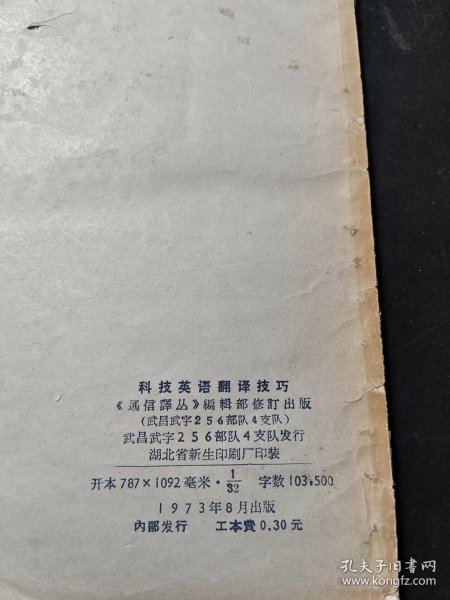 科技英语翻译技巧
《通信譯丛》編輯部修訂出版
(武昌武字256部队4支队)
武昌武字256部队4支队发行
湖北省新生印刷厂印装
开本787×1092毫米·1/32 字数103,500
1973年8月出版
內部发行 工本費0.30元
孔夫子旧书网
www.kongfz.com